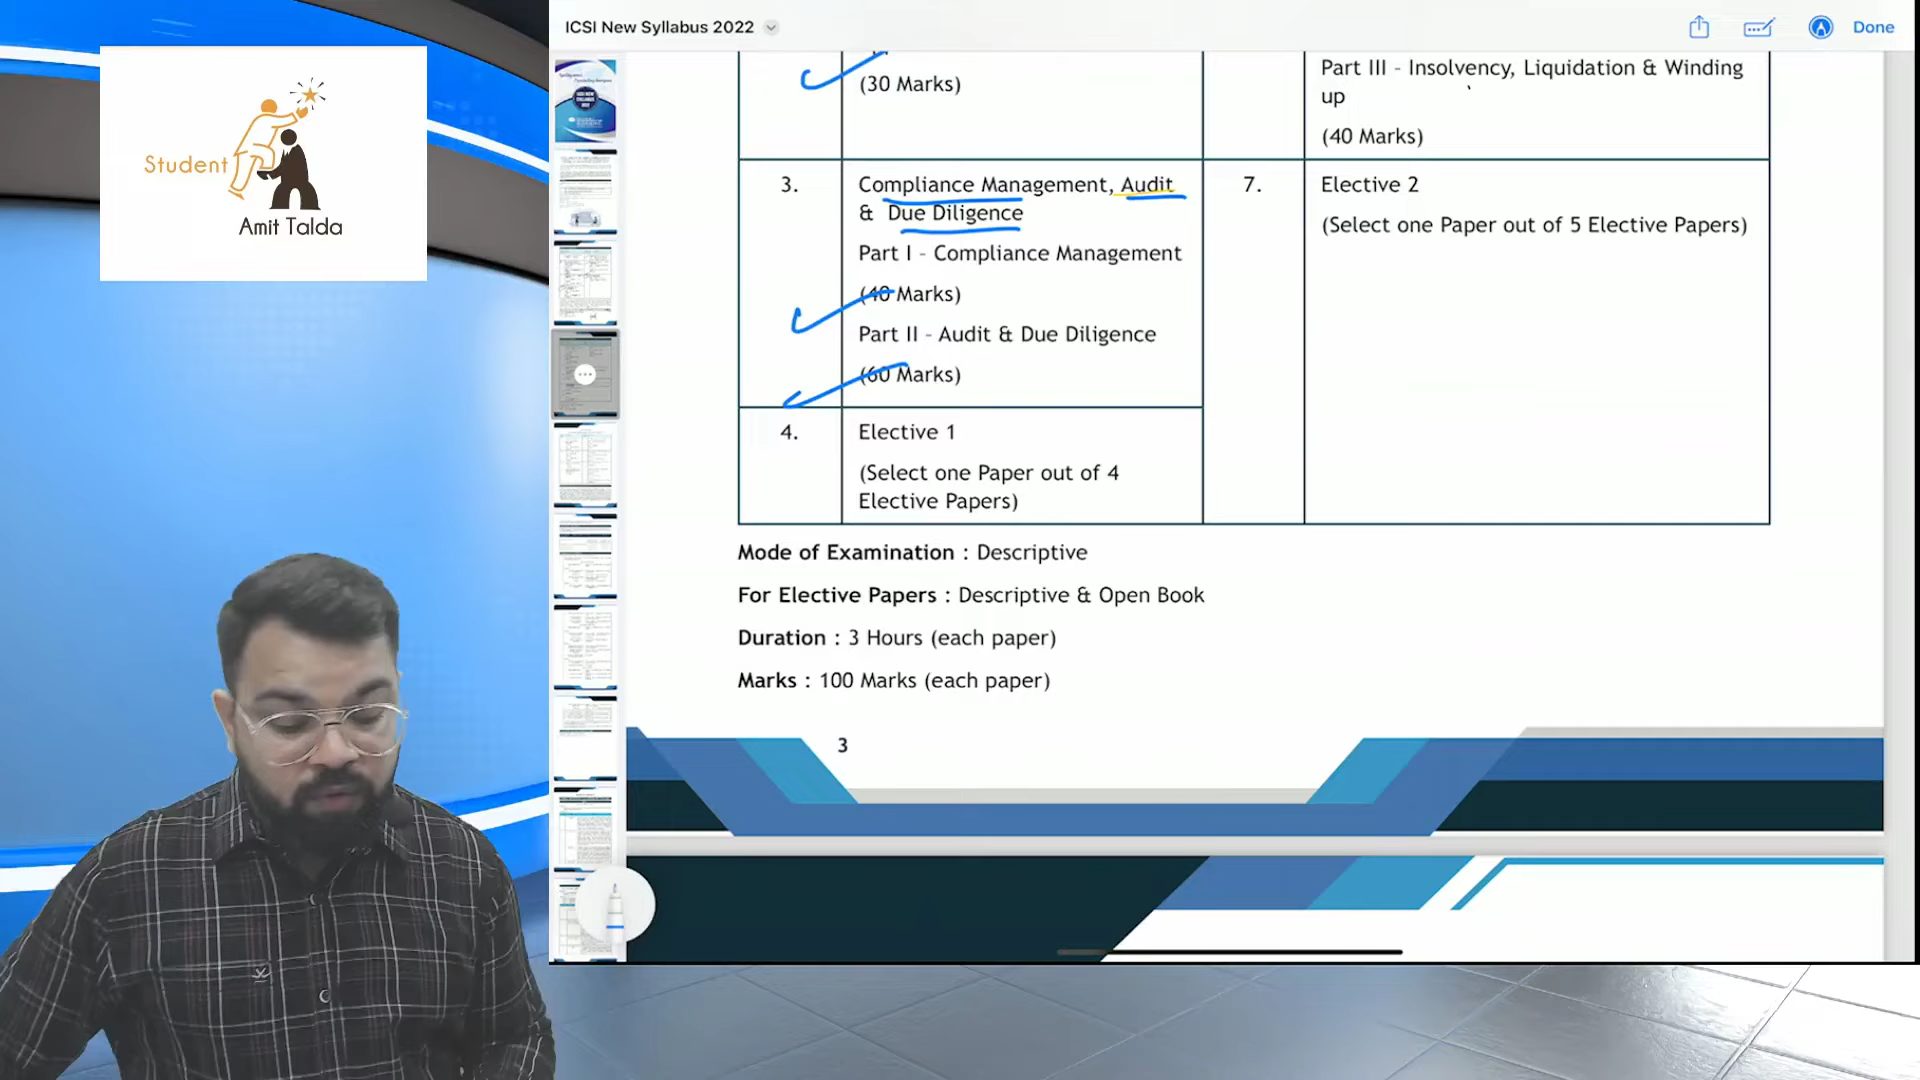 Student
Amit Talda
ICSI New Syllabus 2022
Done
(30 Marks)
Part III - Insolvency, Liquidation & Winding
up
(40 Marks)
3.
Compliance Management, Audit
& Due Diligence
Part I - Compliance Management
(40 Marks)
Part II - Audit & Due Diligence
(60 Marks)
7.
Elective 2
(Select one Paper out of 5 Elective Papers)
4.
Elective 1
(Select one Paper out of 4
Elective Papers)
Mode of Examination : Descriptive
For Elective Papers : Descriptive & Open Book
Duration : 3 Hours (each paper)
Marks : 100 Marks (each paper)
3